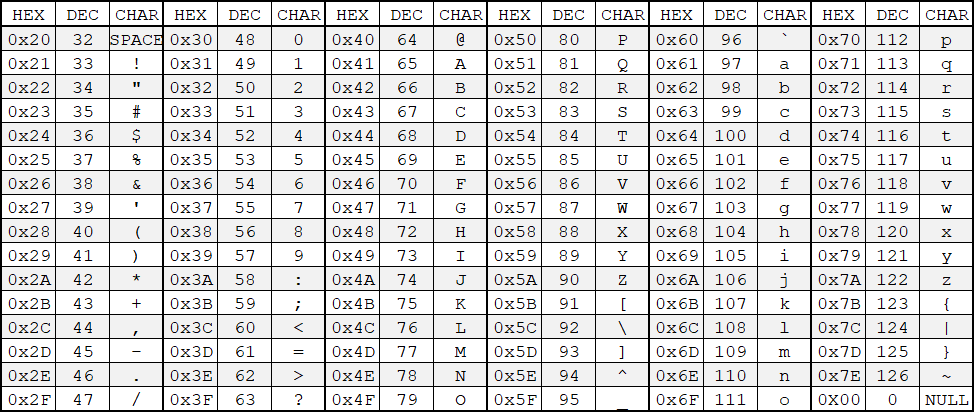 HEX DEC CHAR HEX DEC CHAR HEX DEC CHAR HEX DEC CHAR HEX DEC CHAR HEX DEC CHAR
0x20 32 SPACE 0x30 48 0 0x40 64 @ 0x50 80 P 0x60 96 ` 0x70 112 p
0x21 33 ! 0x31 49 1 0x41 65 A 0x51 81 Q 0x61 97 a 0x71 113 q
0x22 34 " 0x32 50 2 0x42 66 B 0x52 82 R 0x62 98 b 0x72 114 r
0x23 35 # 0x33 51 3 0x43 67 C 0x53 83 S 0x63 99 c 0x73 115 s
0x24 36 $ 0x34 52 4 0x44 68 D 0x54 84 T 0x64 100 d 0x74 116 t
0x25 37 % 0x35 53 5 0x45 69 E 0x55 85 U 0x65 101 e 0x75 117 u
0x26 38 & 0x36 54 6 0x46 70 F 0x56 86 V 0x66 102 f 0x76 118 v
0x27 39 ' 0x37 55 7 0x47 71 G 0x57 87 W 0x67 103 g 0x77 119 w
0x28 40 ( 0x38 56 8 0x48 72 H 0x58 88 X 0x68 104 h 0x78 120 x
0x29 41 ) 0x39 57 9 0x49 73 I 0x59 89 Y 0x69 105 i 0x79 121 y
0x2A 42 * 0x3A 58 : 0x4A 74 J 0x5A 90 Z 0x6A 106 j 0x7A 122 z
0x2B 43 + 0x3B 59 ; 0x4B 75 K 0x5B 91 [ 0x6B 107 k 0x7B 123 {
0x2C 44 , 0x3C 60 < 0x4C 76 L 0x5C 92 \ 0x6C 108 l 0x7C 124 |
0x2D 45 - 0x3D 61 = 0x4D 77 M 0x5D 93 ] 0x6D 109 m 0x7D 125 }
0x2E 46 . 0x3E 62 > 0x4E 78 N 0x5E 94 ^ 0x6E 110 n 0x7E 126 ~
0x2F 47 / 0x3F 63 ? 0x4F 79 O 0x5F 95 _ 0x6F 111 o 0X00 0 NULL